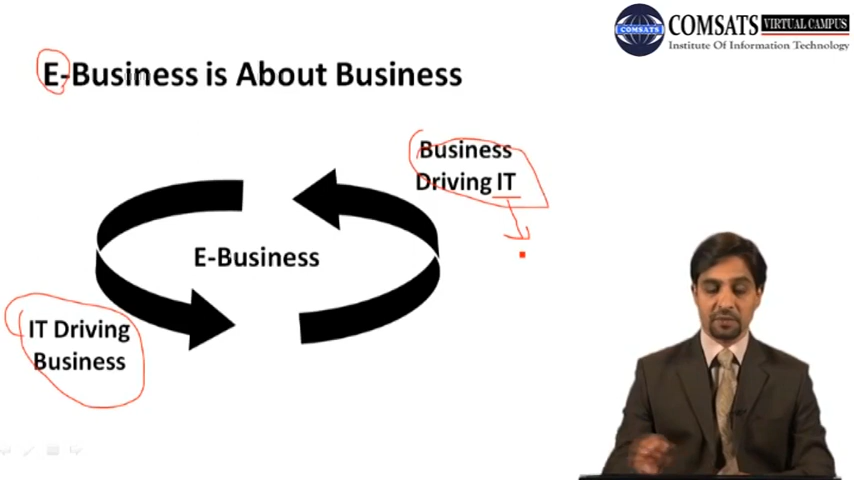 COMSATS VIRTUAL CAMPUS
COMSATS
Institute Of Information Technology
E-Business is About Business
Business
Driving IT
E-Business
IT Driving
Business